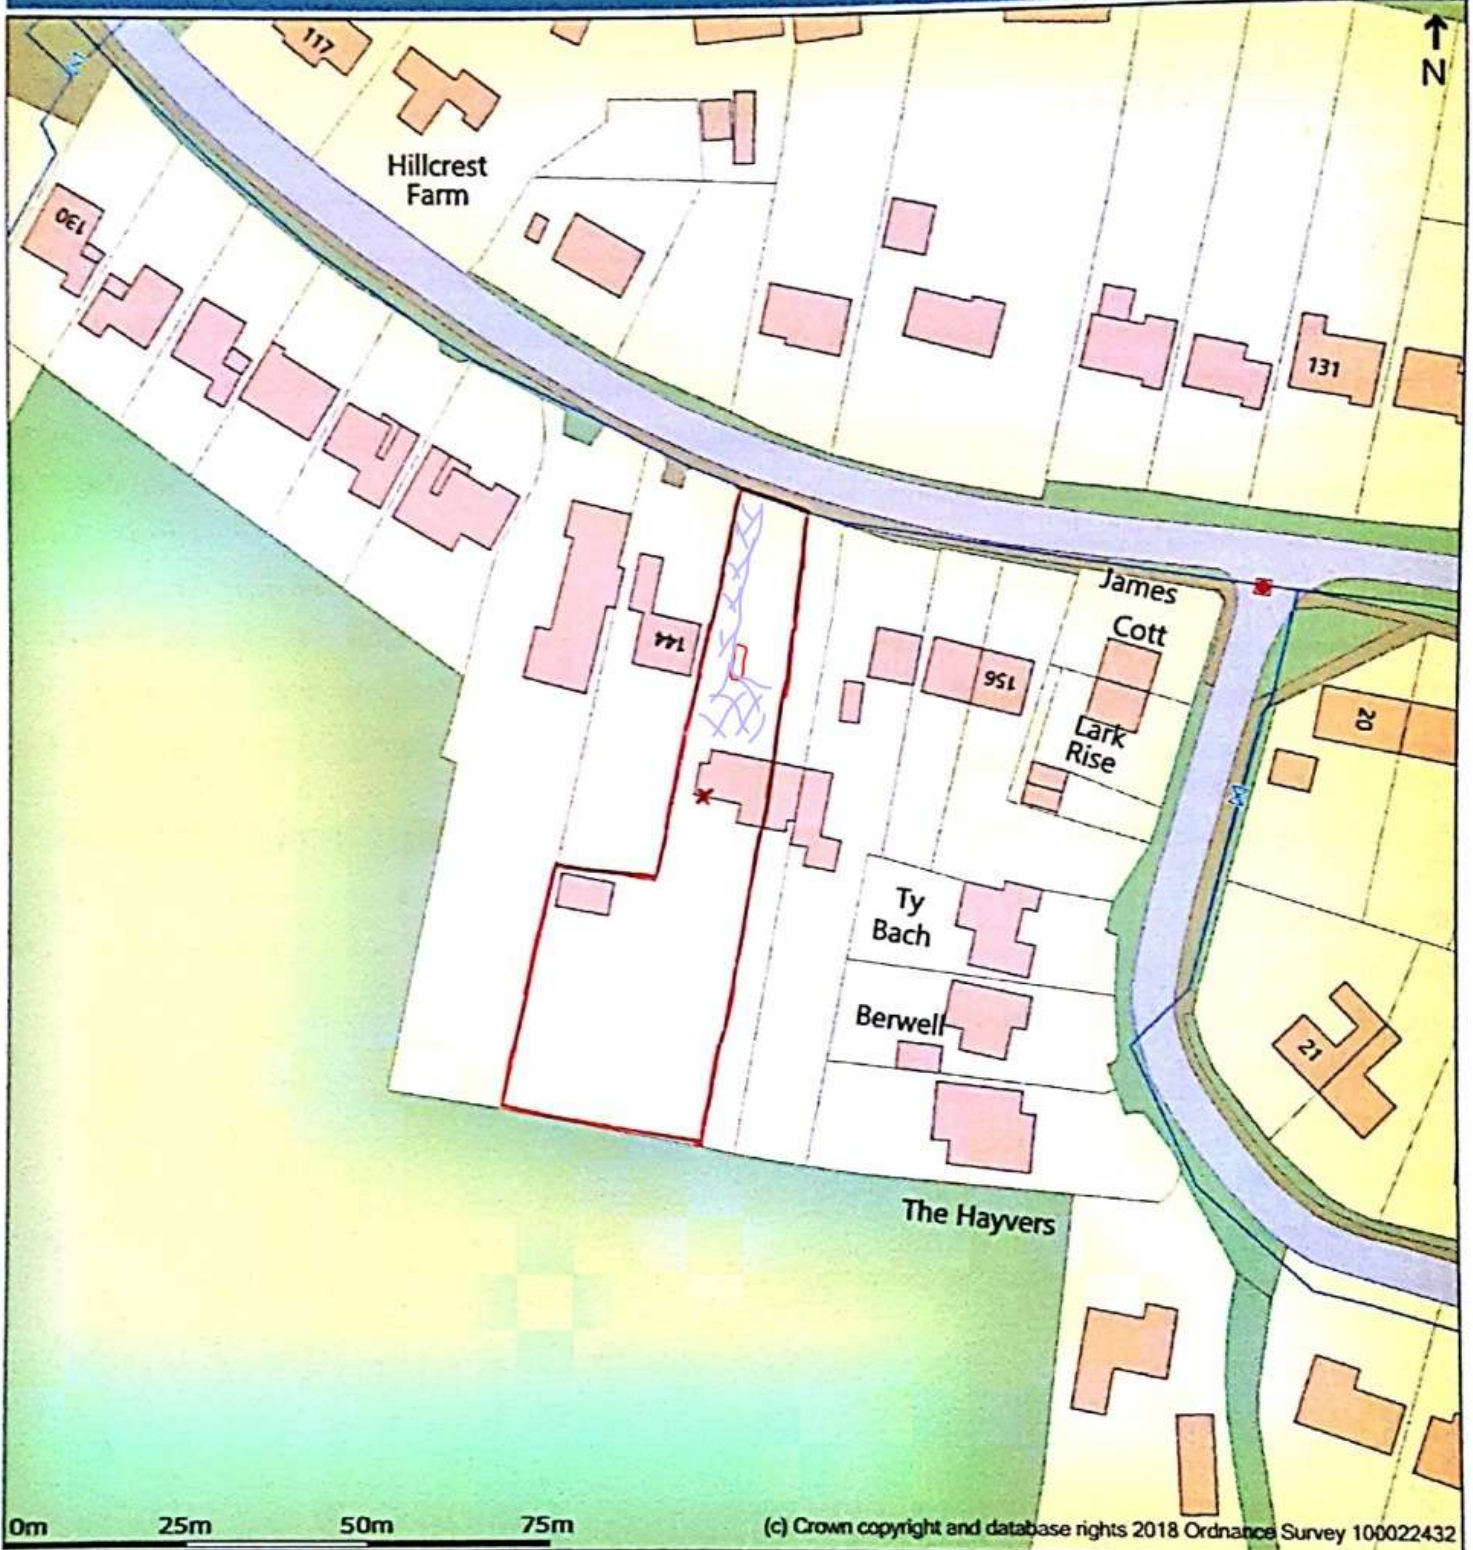 N
117
Hillcrest
Farm
130
131
James
Cott
144
156
20
Lark
Rise
Ty
Bach
Berwell
21
The Hayvers
0m 25m 50m 75m
(c) Crown copyright and database rights 2018 Ordnance Survey 100022432